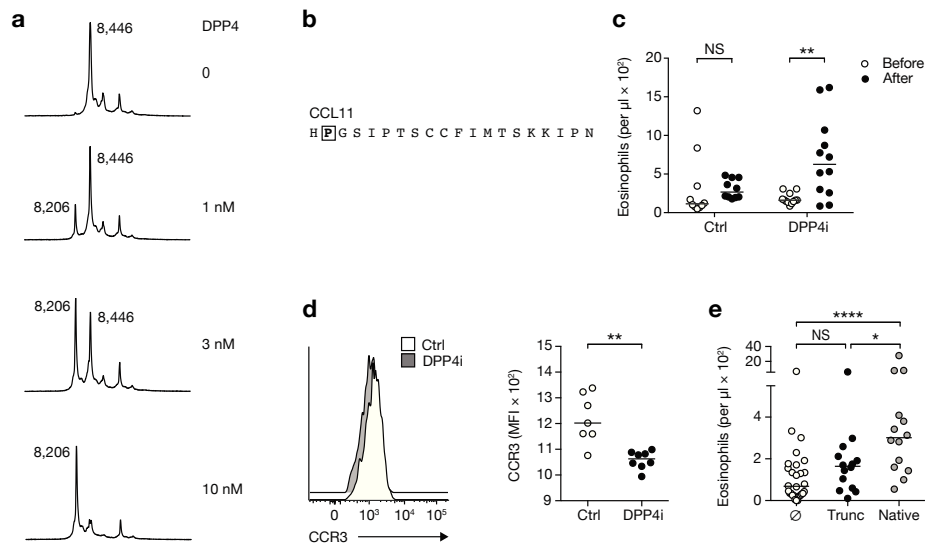 a
DPP4
8,446
0
8,446
8,206
1 nM
8,206
8,446
3 nM
8,206
10 nM
b
CCL11
H P G S I P T S C C F I M T S K K I P N
c
Eosinophils (per µl × 10²)
20
15
10
5
0
NS
**
Before
After
Ctrl
DPP4i
d
Ctrl
DPP4i
0
10³
10⁴
10⁵
CCR3
CCR3 (MFI × 10²)
15
14
13
12
11
10
9
**
Ctrl
DPP4i
e
Eosinophils (per µl × 10²)
****
NS
*
40
20
4
2
0
∅
Trunc
Native